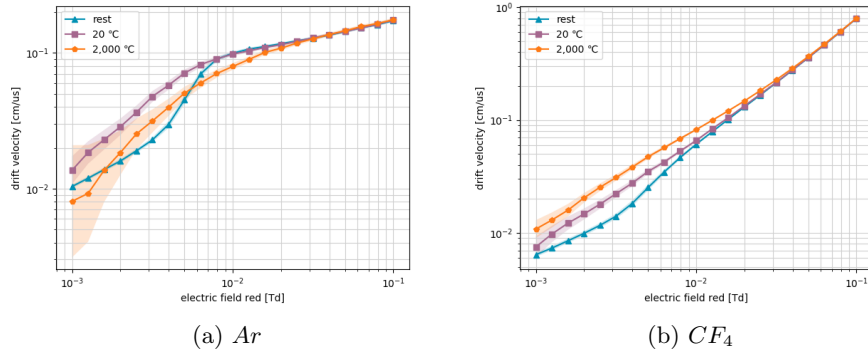 rest
20 ℃
2,000 ℃
10⁻¹
10⁻²
drift velocity [cm/us]
10⁻³
10⁻²
10⁻¹
electric field red [Td]
(a) Ar
rest
20 ℃
2,000 ℃
10⁰
10⁻¹
10⁻²
drift velocity [cm/us]
10⁻³
10⁻²
10⁻¹
electric field red [Td]
(b) CF₄